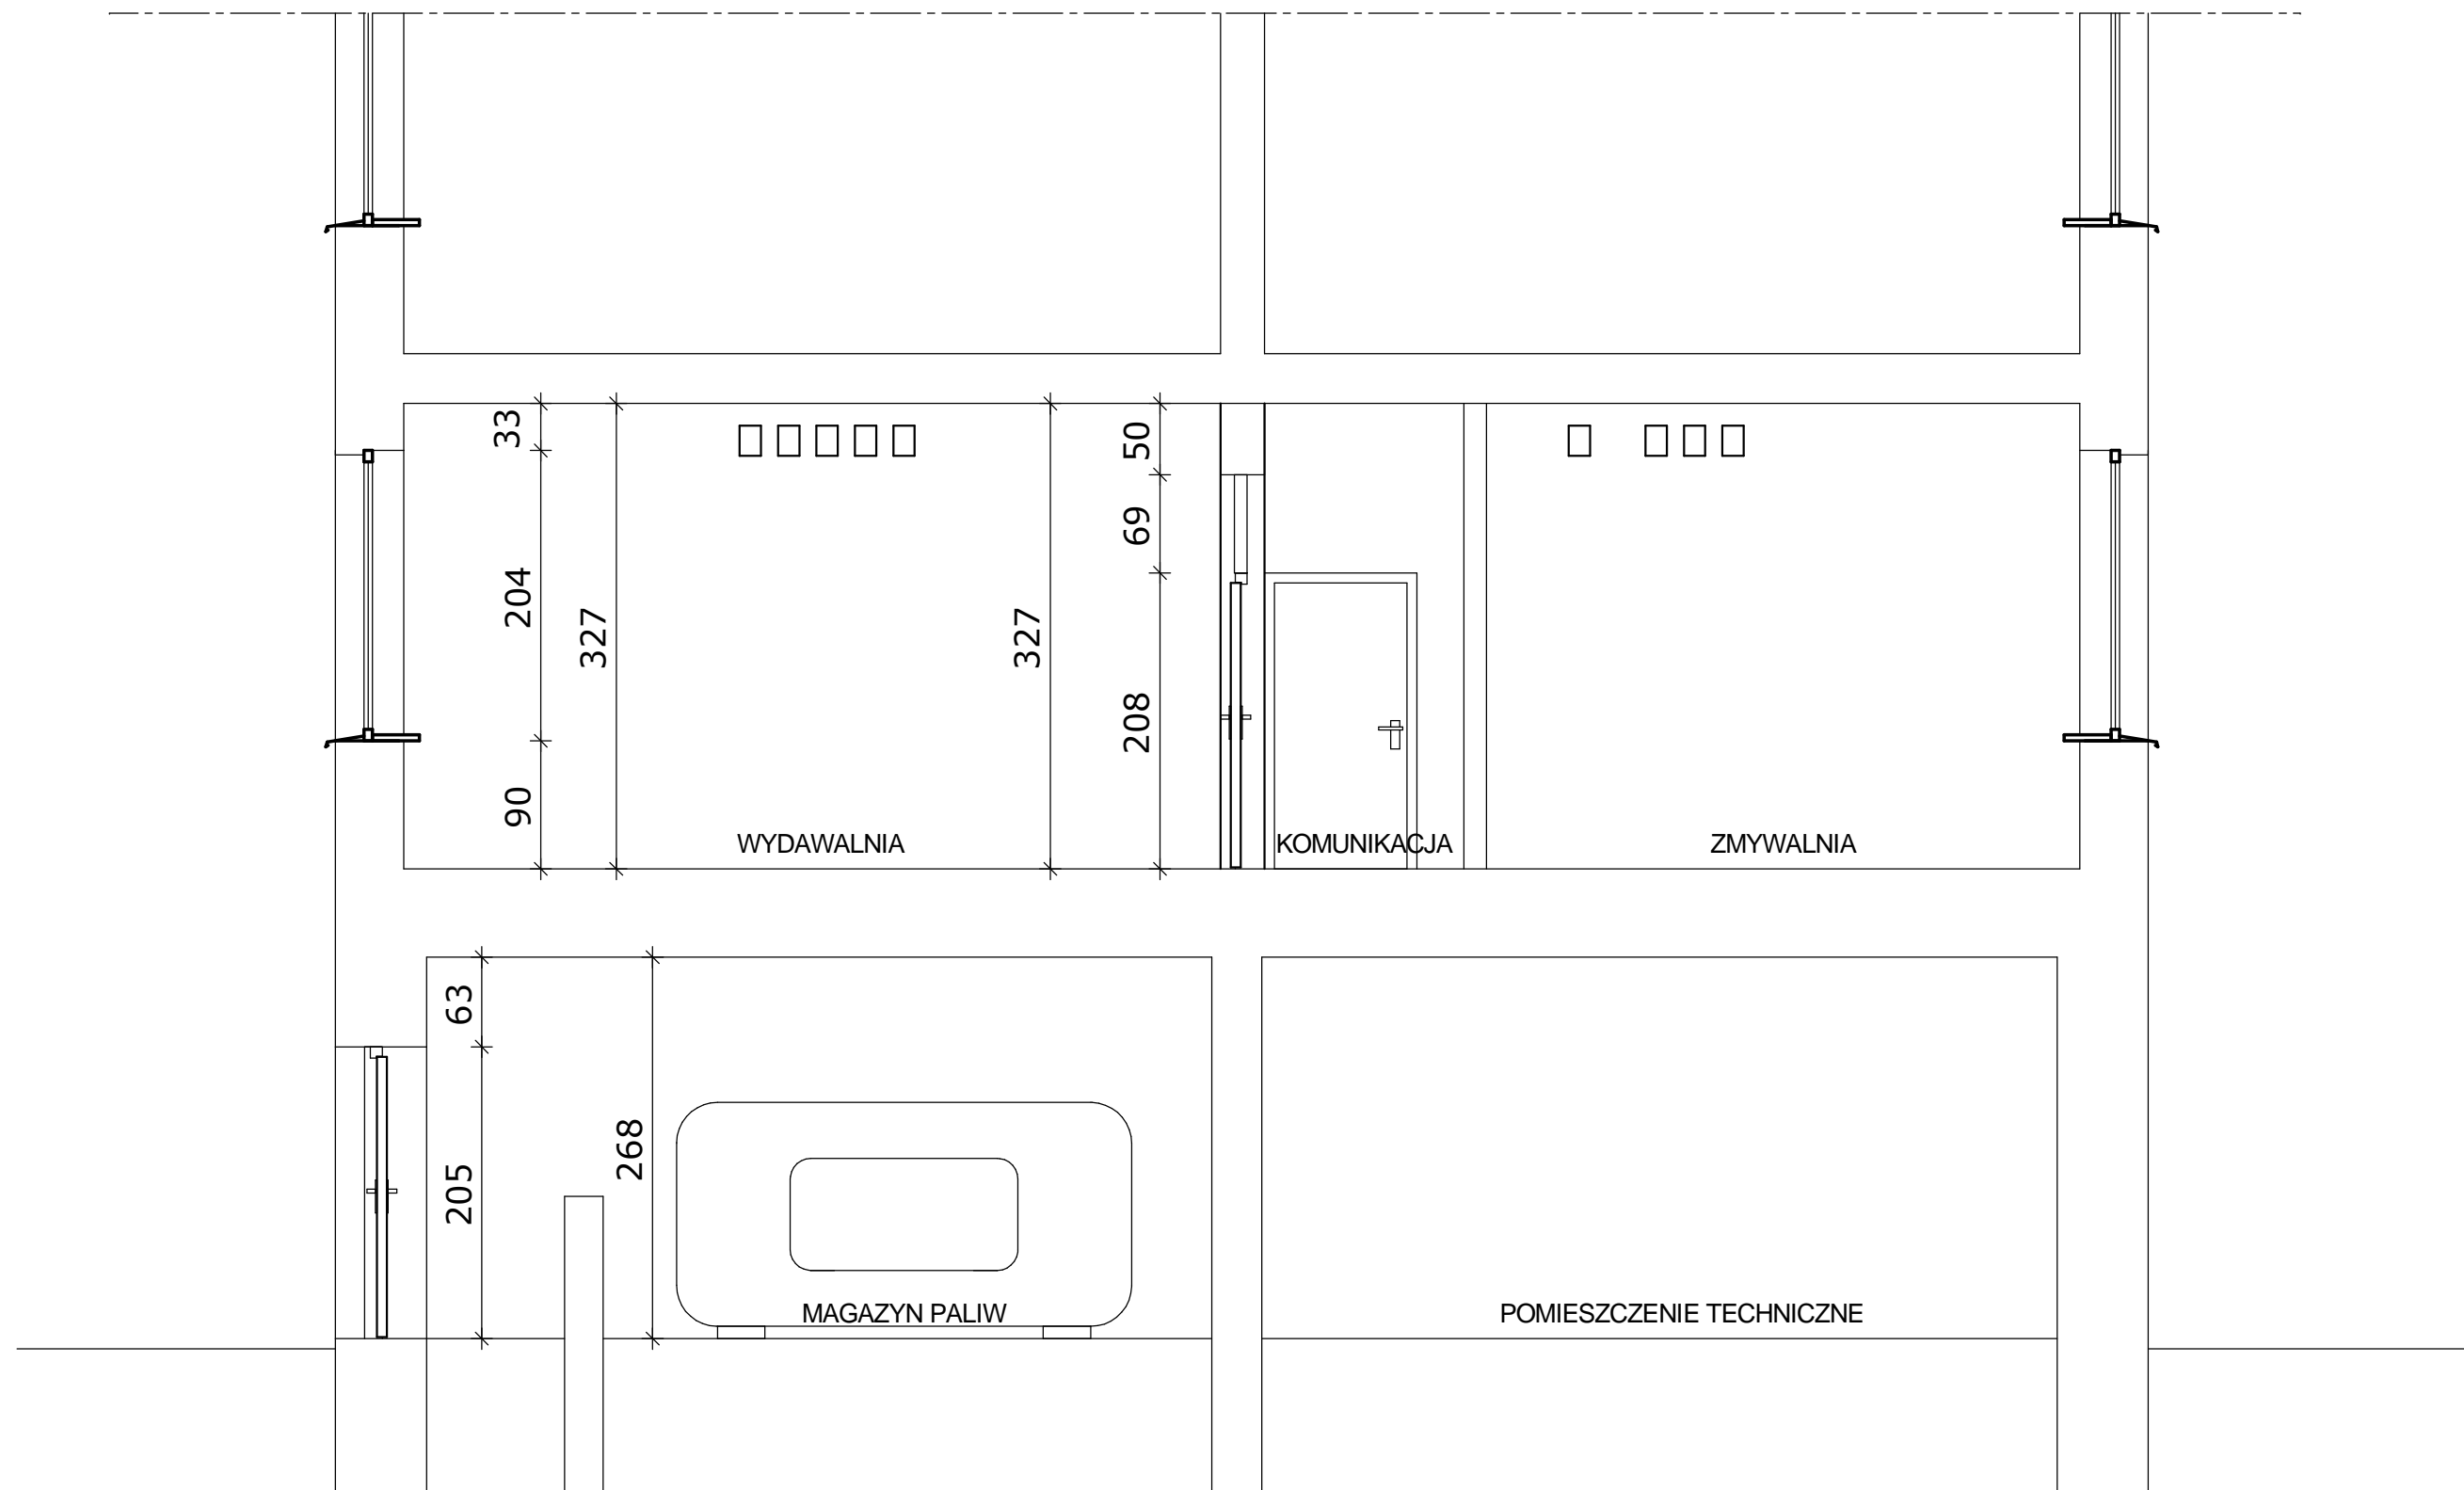 33
204
90
327
327
50
69
208
WYDAWALNIA
KOMUNIKACJA
ZMYWALNIA
63
205
268
MAGAZYN PALIW
POMIESZCZENIE TECHNICZNE